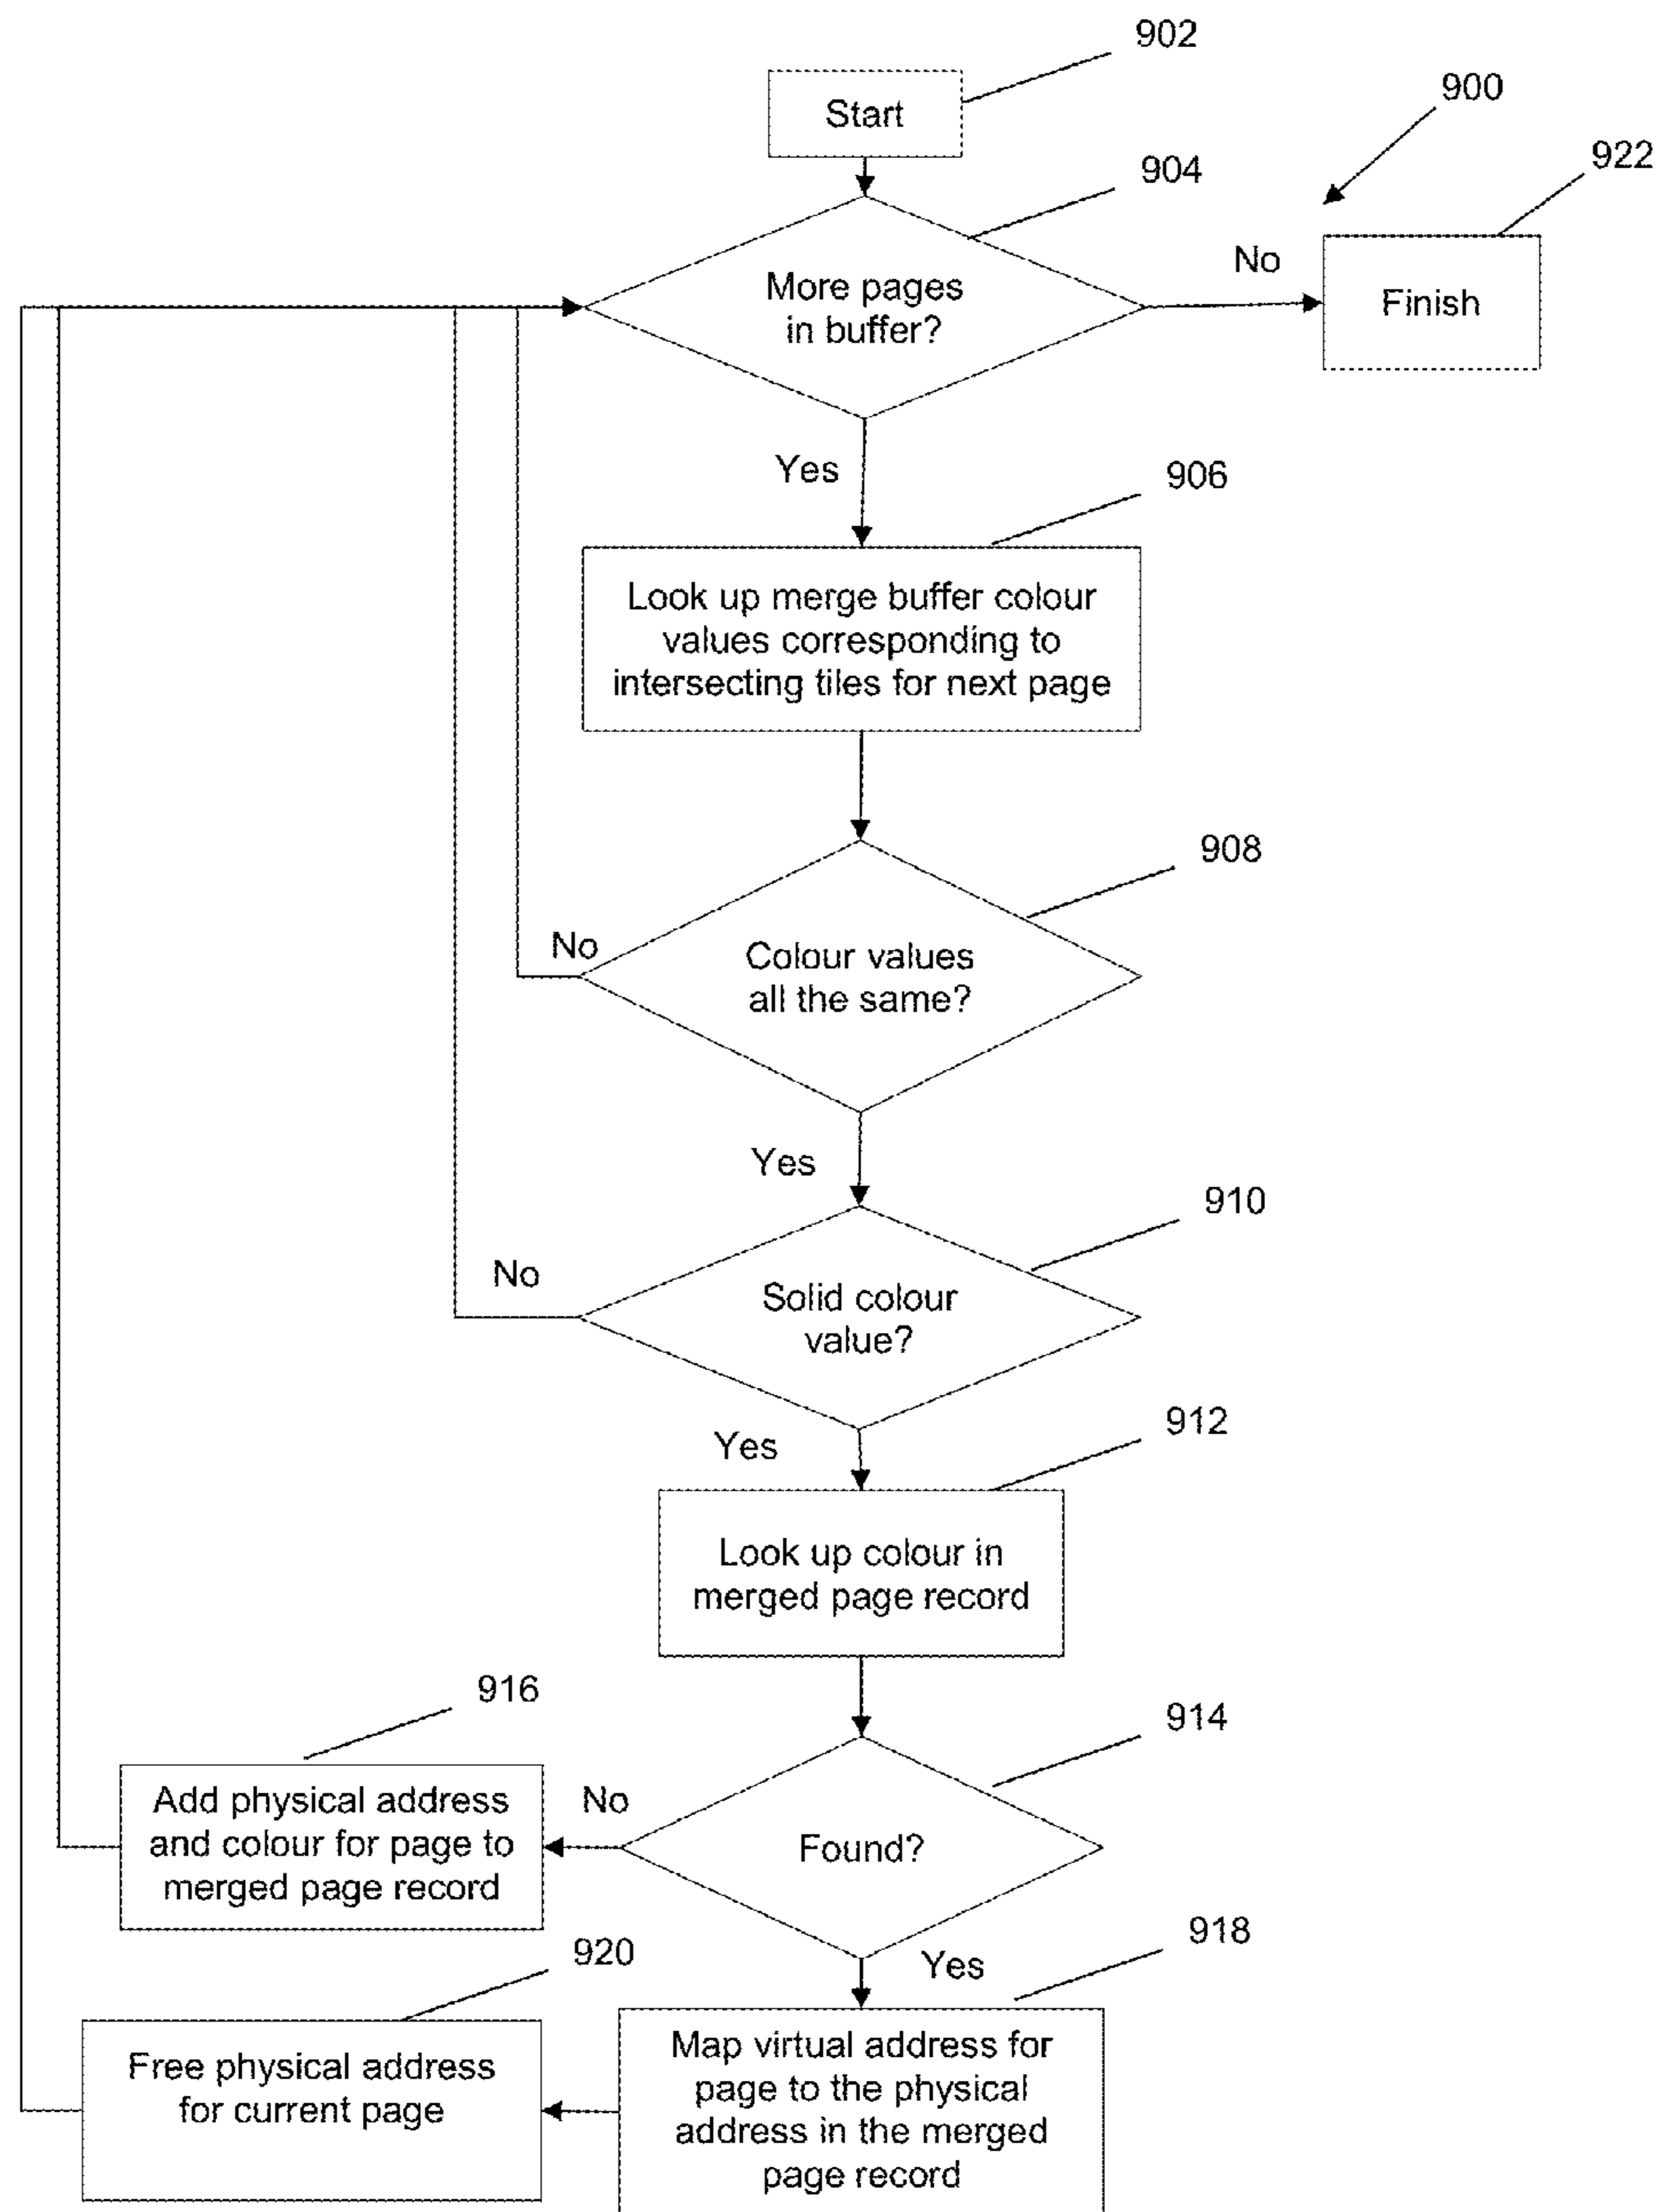 902
Start
900
904
922
More pages
in buffer?
No
Finish
Yes
906
Look up merge buffer colour
values corresponding to
intersecting tiles for next page
908
No
Colour values
all the same?
Yes
910
No
Solid colour
value?
Yes
912
Look up colour in
merged page record
916
914
Add physical address
and colour for page to
merged page record
No
Found?
920
Yes
918
Free physical address
for current page
Map virtual address for
page to the physical
address in the merged
page record